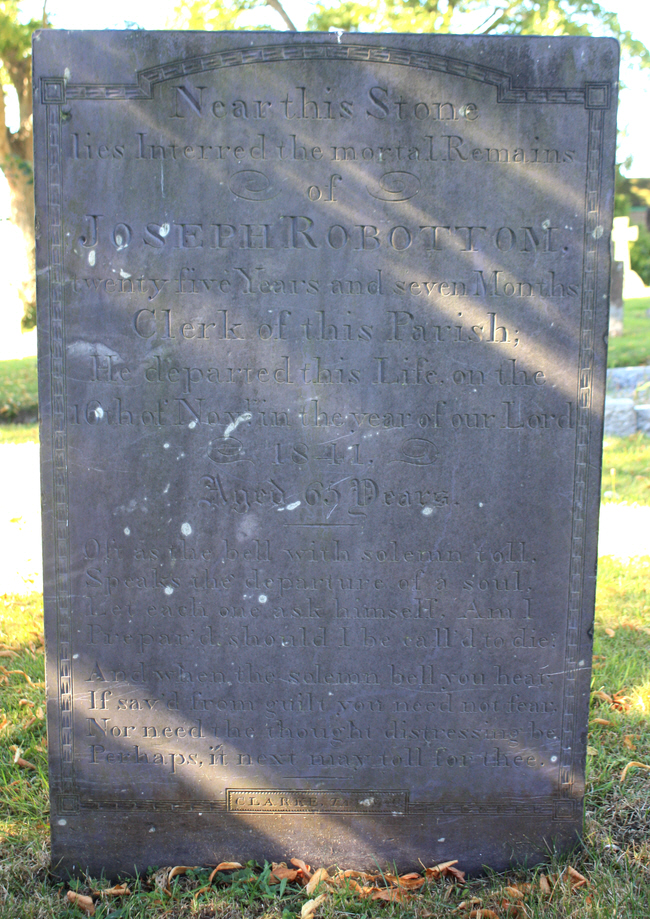 Near this Stone
lies Interred the mortal Remains
of
JOSEPH ROBOTTOM.
twenty five Years and seven Months
Clerk of this Parish;
He departed this Life, on the
10th of Novr. in the year of our Lord
1841,
Aged 65 Years.
Oft as the bell with solemn toll,
Speaks the departure of a soul,
Let each one ask himself, Am I
Prepar'd, should I be call'd to die?
And when the solemn bell you hear,
If sav'd from guilt you need not fear,
Nor need the thought distressing be
Perhaps, it next may toll for thee.
CLARKE